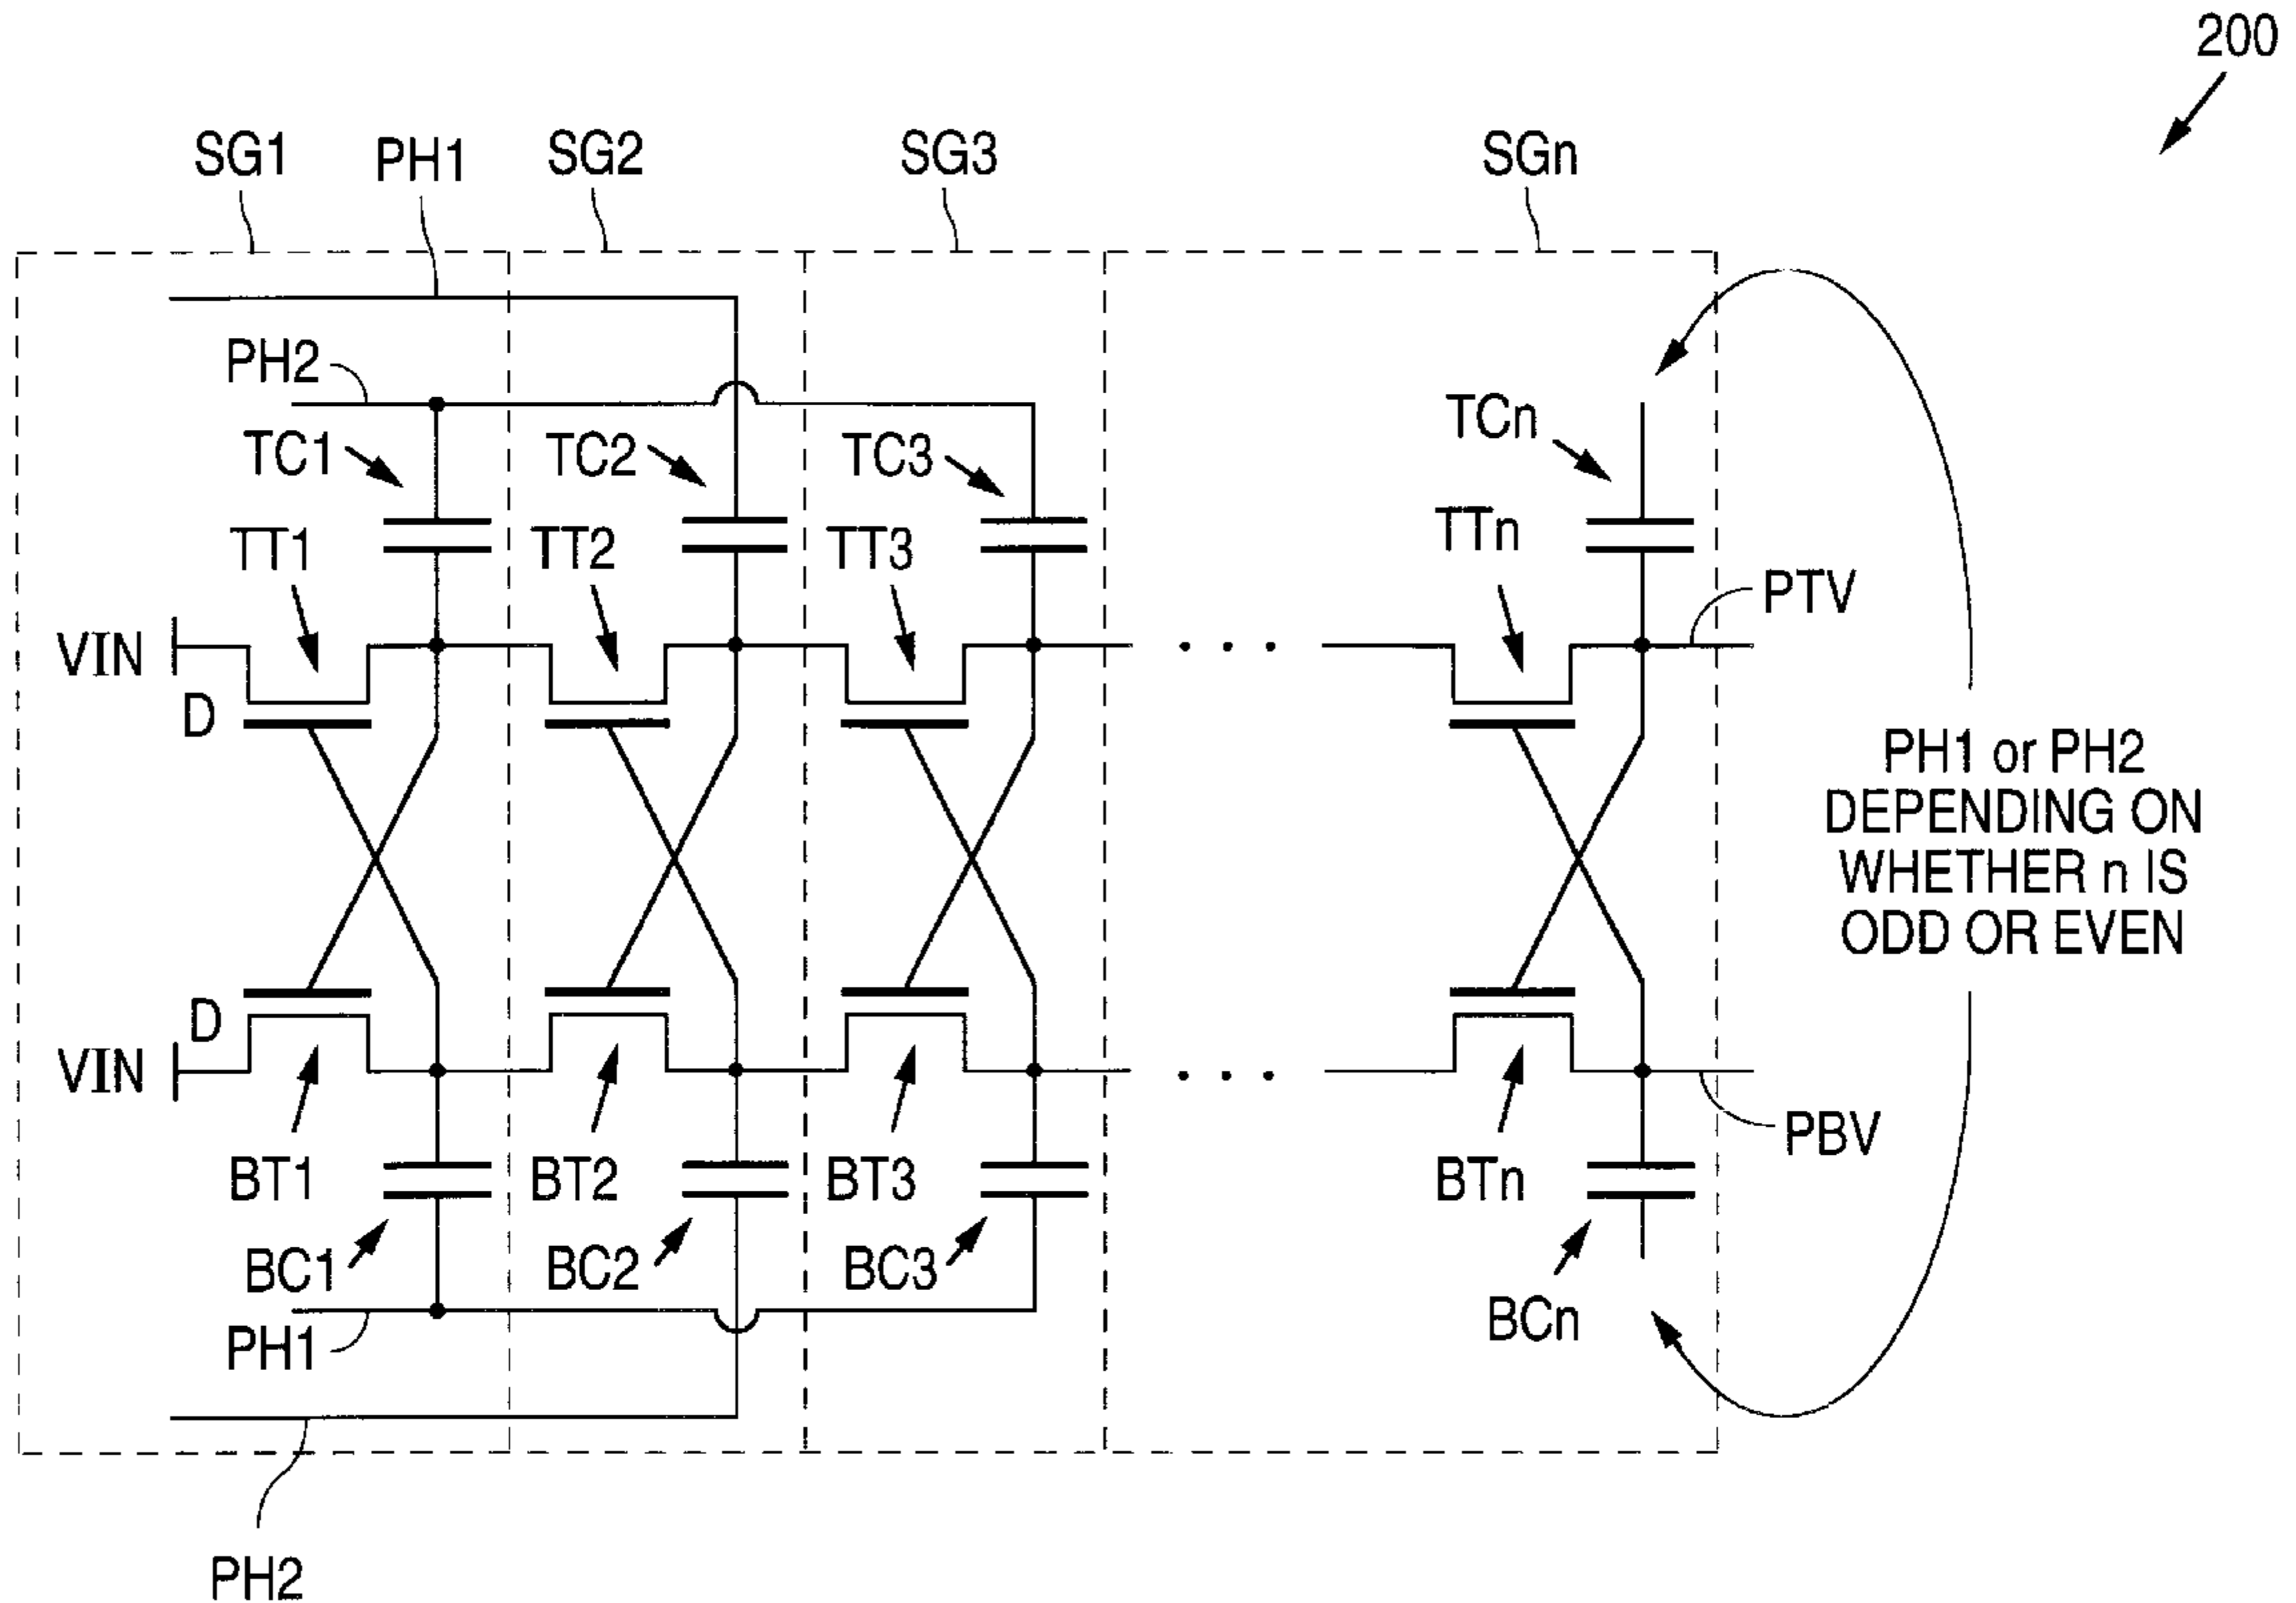 200
SG1
PH1
SG2
SG3
SGn
PH2
TC1
TC2
TC3
TCn
TT1
TT2
TT3
TTn
PTV
VIN
D
PH1 or PH2
DEPENDING ON
WHETHER n IS
ODD OR EVEN
D
VIN
PBV
BT1
BT2
BT3
BTn
BC1
BC2
BC3
BCn
PH1
PH2